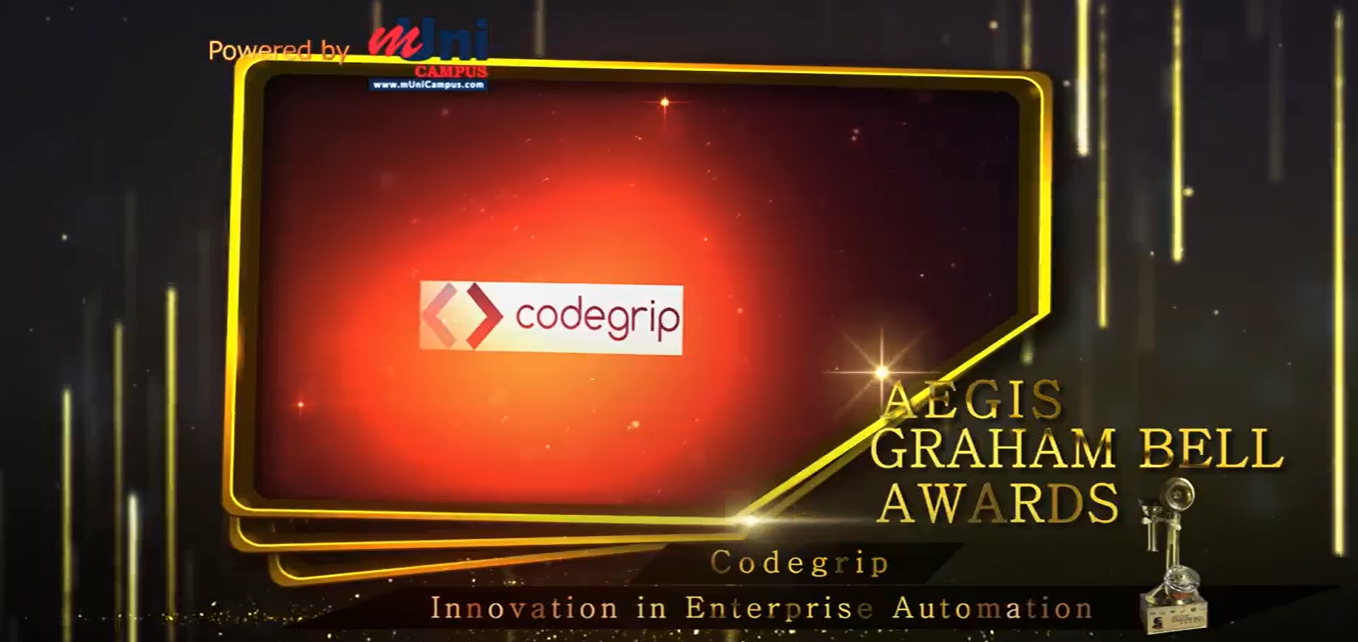 Powered by mUni
CAMPUS
www.mUniCampus.com
codegrip
AEGIS
GRAHAM BELL
AWARDS
Codegrip
Innovation in Enterprise Automation